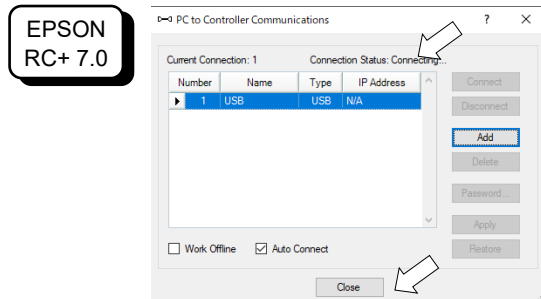 EPSON
RC+ 7.0
PC to Controller Communications
?
Current Connection: 1 Connection Status: Connecting...
Number Name Type IP Address
1 USB USB N/A
Connect
Disconnect
Add
Delete
Password...
Apply
Restore
Work Offline Auto Connect
Close